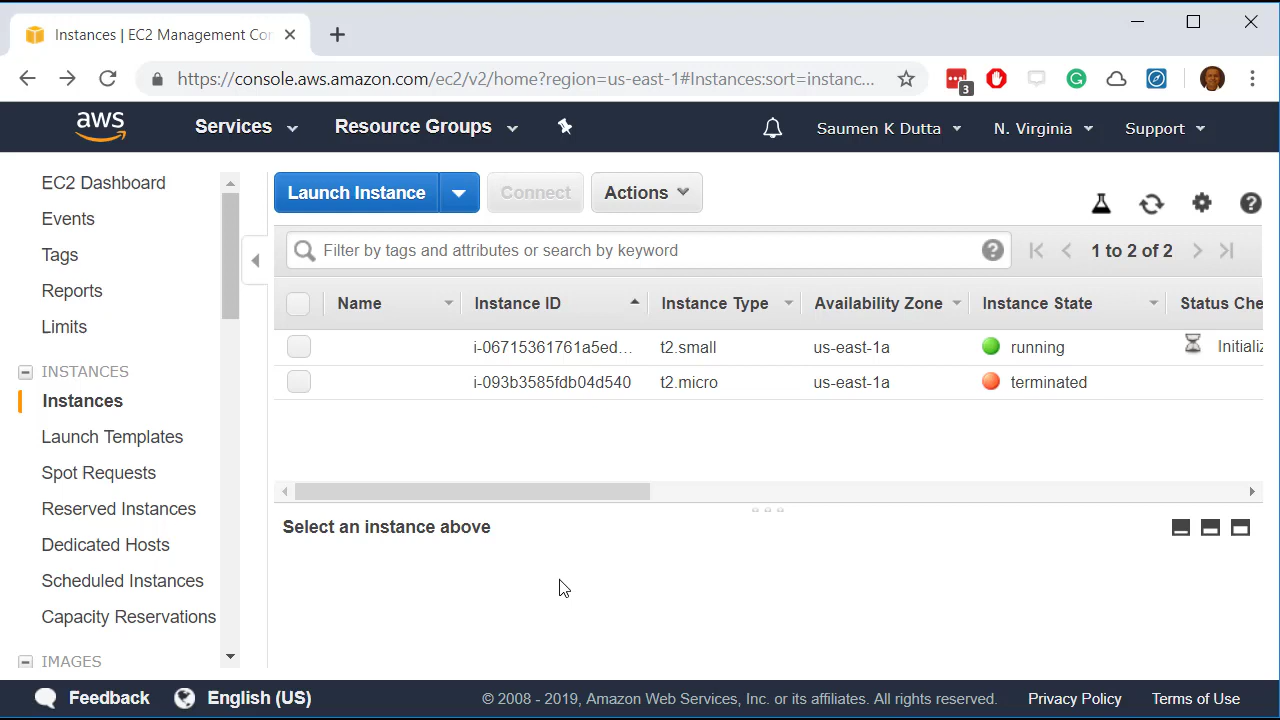 Instances | EC2 Management Con
https://console.aws.amazon.com/ec2/v2/home?region=us-east-1#Instances:sort=instanc...
3
aws
Services
Resource Groups
Saumen K Dutta
N. Virginia
Support
EC2 Dashboard
Events
Tags
Reports
Limits
INSTANCES
Instances
Launch Templates
Spot Requests
Reserved Instances
Dedicated Hosts
Scheduled Instances
Capacity Reservations
IMAGES
Launch Instance
Connect
Actions
Filter by tags and attributes or search by keyword
1 to 2 of 2
Name Instance ID Instance Type Availability Zone Instance State Status Che
i-06715361761a5ed... t2.small us-east-1a running Initializ
i-093b3585fdb04d540 t2.micro us-east-1a terminated
Select an instance above
Feedback English (US) © 2008 - 2019, Amazon Web Services, Inc. or its affiliates. All rights reserved. Privacy Policy Terms of Use